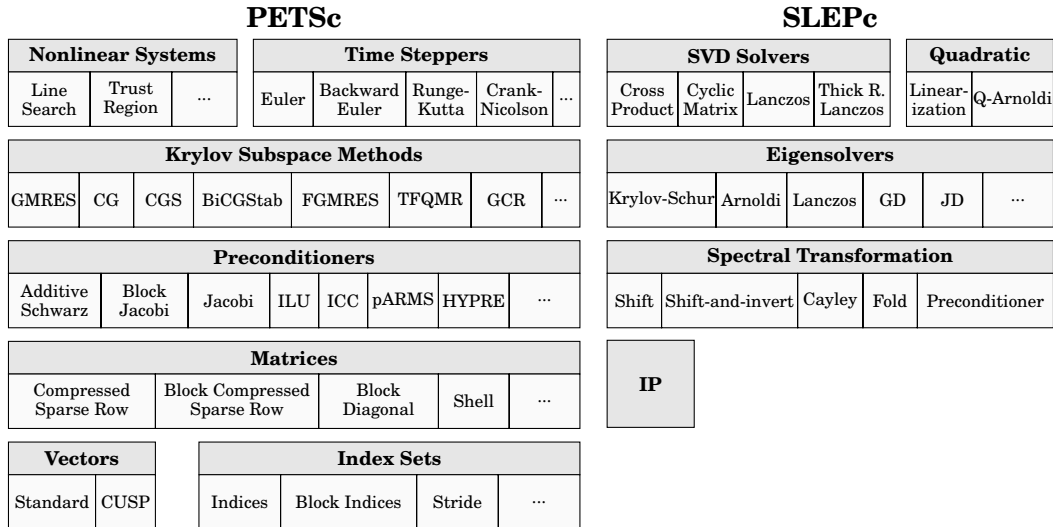 PETSc
SLEPc
Nonlinear Systems
Line
Search
Trust
Region
...
Time Steppers
Euler
Backward
Euler
Runge-
Kutta
Crank-
Nicolson
...
SVD Solvers
Cross
Product
Cyclic
Matrix
Lanczos
Thick R.
Lanczos
Quadratic
Linear-
ization
Q-Arnoldi
Krylov Subspace Methods
GMRES
CG
CGS
BiCGStab
FGMRES
TFQMR
GCR
...
Eigensolvers
Krylov-Schur
Arnoldi
Lanczos
GD
JD
...
Preconditioners
Additive
Schwarz
Block
Jacobi
Jacobi
ILU
ICC
pARMS
HYPRE
...
Spectral Transformation
Shift
Shift-and-invert
Cayley
Fold
Preconditioner
Matrices
Compressed
Sparse Row
Block Compressed
Sparse Row
Block
Diagonal
Shell
...
IP
Vectors
Standard
CUSP
Index Sets
Indices
Block Indices
Stride
...